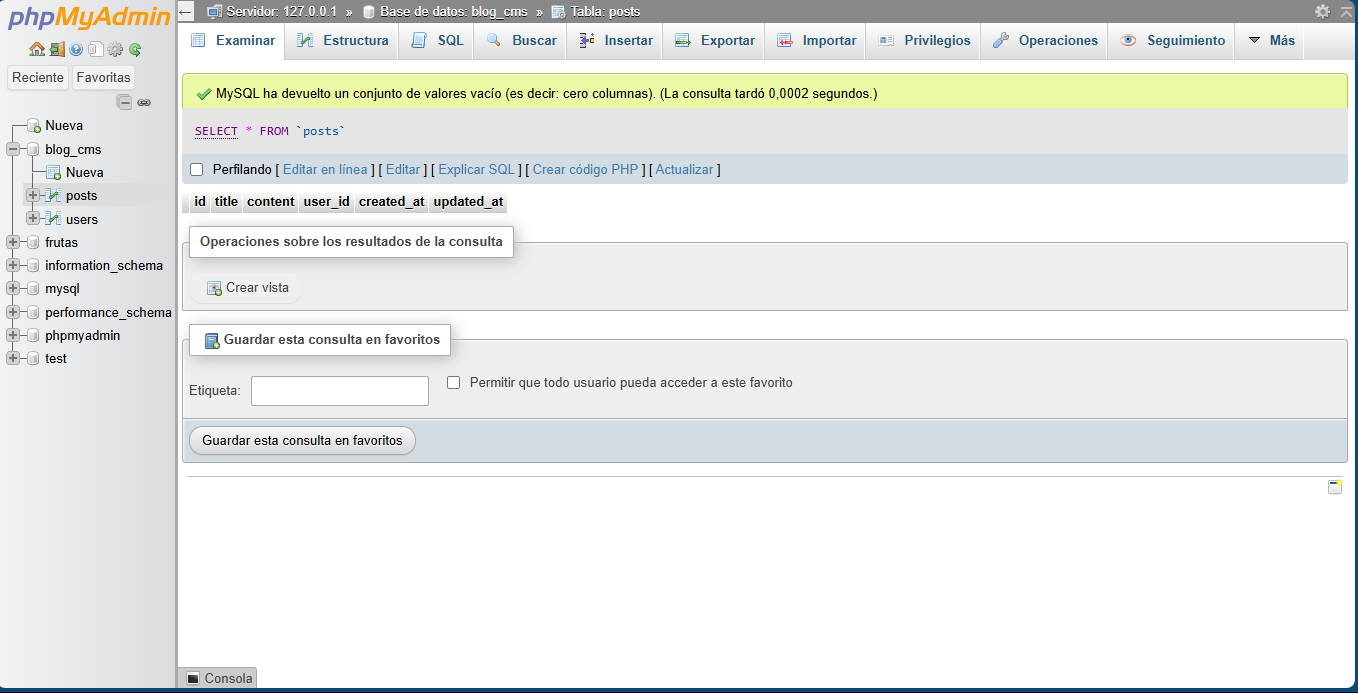 phpMyAdmin
Reciente Favoritas
Nueva
blog_cms
Nueva
posts
users
frutas
information_schema
mysql
performance_schema
phpmyadmin
test
Servidor: 127.0.0.1 » Base de datos: blog_cms » Tabla: posts
Examinar Estructura SQL Buscar Insertar Exportar Importar Privilegios Operaciones Seguimiento Más
MySQL ha devuelto un conjunto de valores vacío (es decir: cero columnas). (La consulta tardó 0,0002 segundos.)
SELECT * FROM `posts`
Perfilando [ Editar en línea ] [ Editar ] [ Explicar SQL ] [ Crear código PHP ] [ Actualizar ]
id title content user_id created_at updated_at
Operaciones sobre los resultados de la consulta
Crear vista
Guardar esta consulta en favoritos
Etiqueta: Permitir que todo usuario pueda acceder a este favorito
Guardar esta consulta en favoritos
Consola